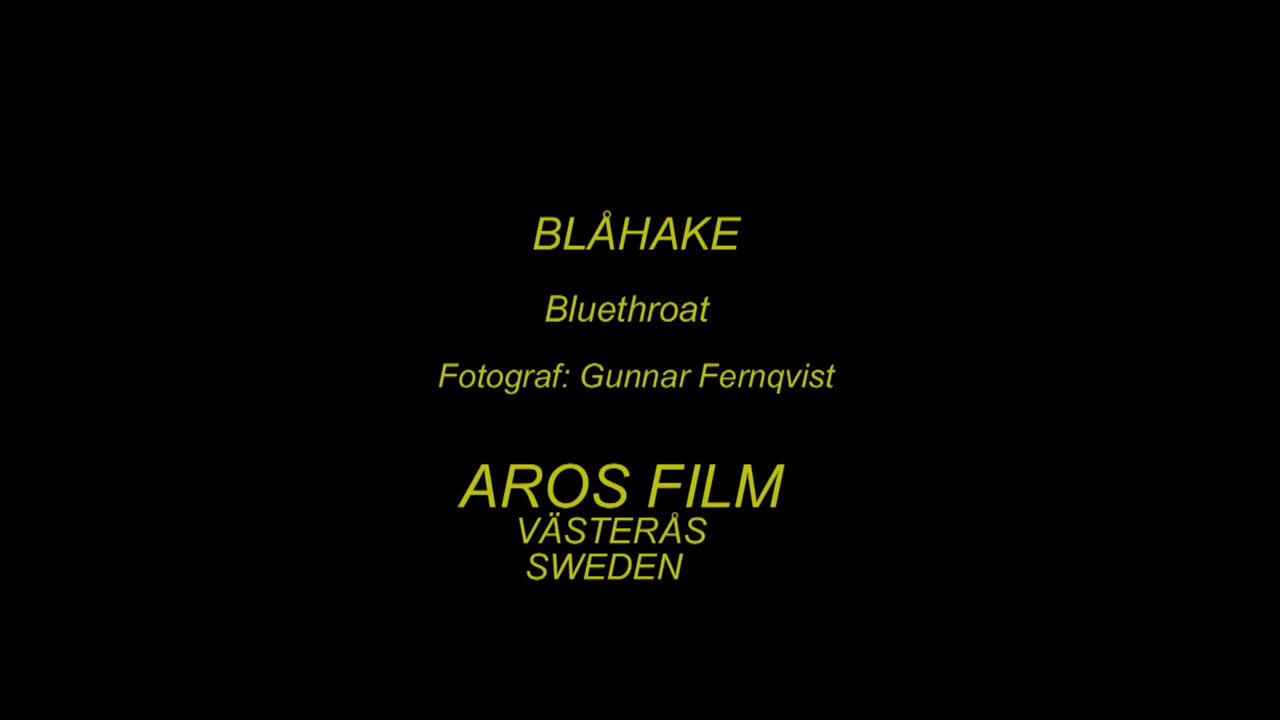 BLÅHAKE
Bluethroat
Fotograf: Gunnar Fernqvist
AROS FILM
VÄSTERÅS
SWEDEN